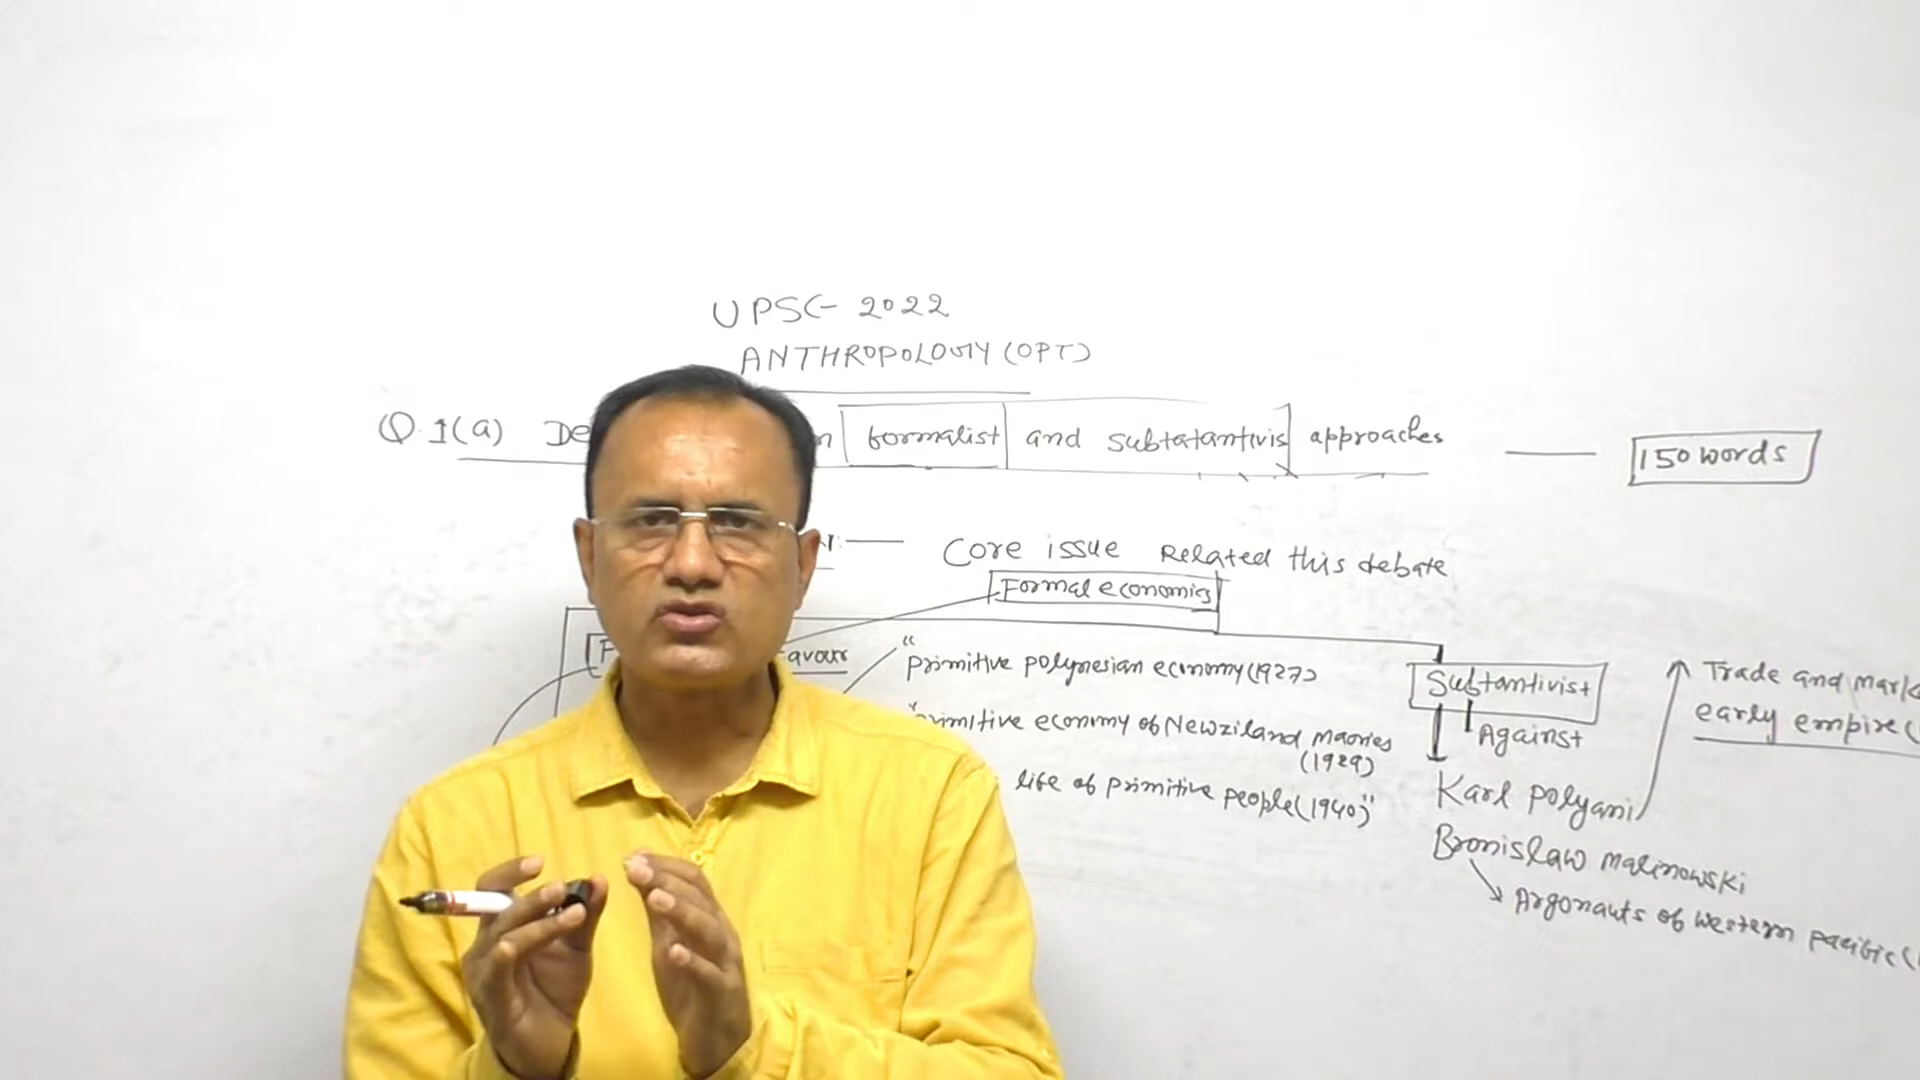 UPSC- 2022
ANTHROPOLOGY (OPT)
Q.1(a) De formalist and subtatantivis approaches
150 words
Core issue Related this debate
Formal economics
avour
"primitive polynesian economy (1927)
economy of Newziland maories
(1929)
life of primitive people (1940)"
Subtantivist
Against
Karl polyani
Trade and
early empire (
Bronislaw malinowski
Argonauts of western pacific (